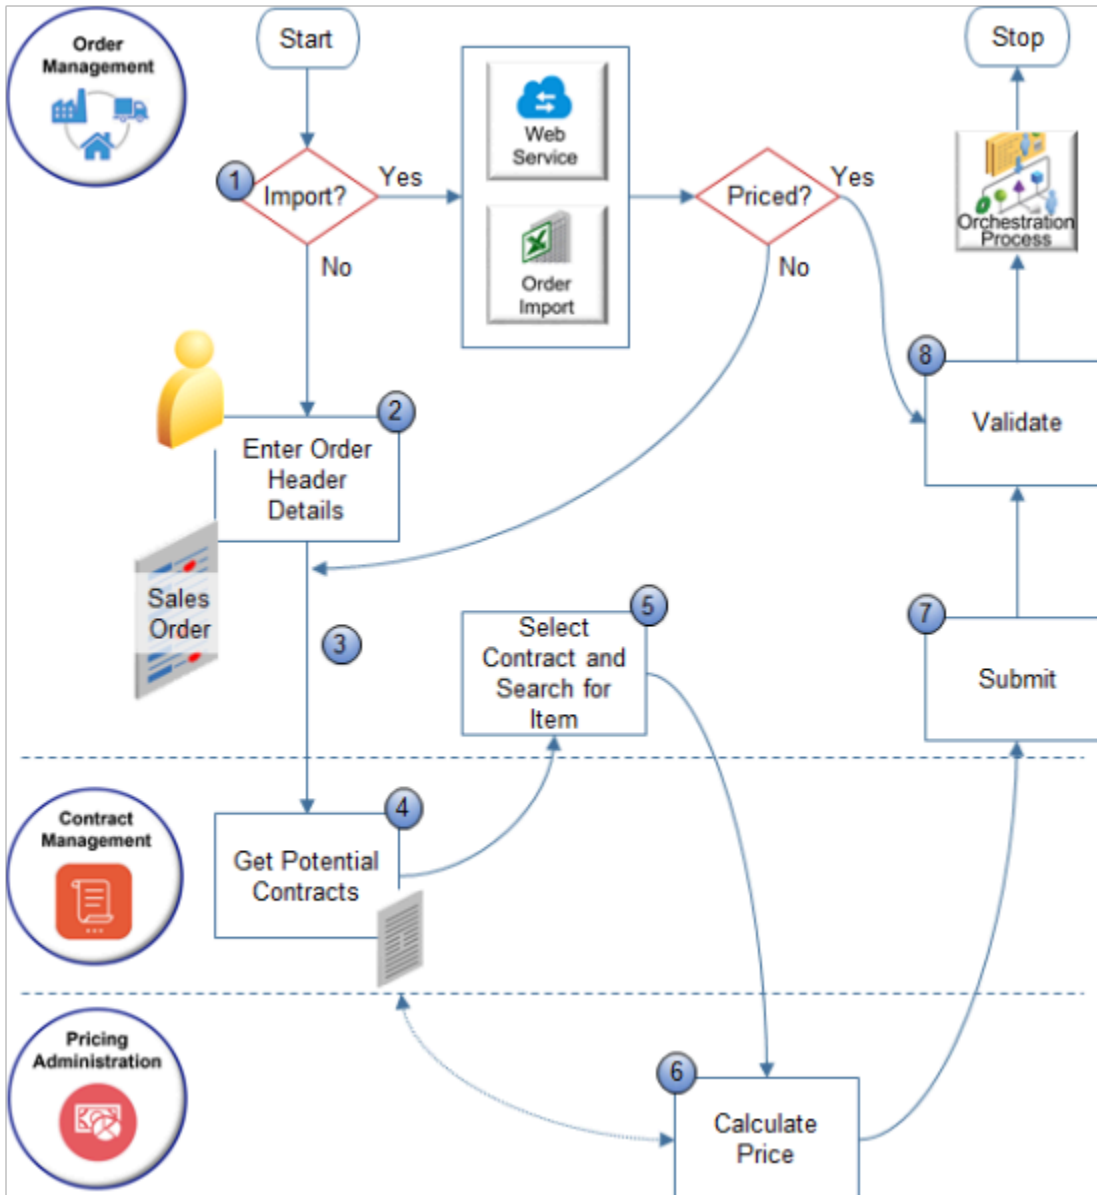 Order
Management
Start
Stop
Web
Service
1
Import?
Yes
Priced?
Yes
Orchestration
Process
No
No
Order
Import
8
2
Validate
Enter Order
Header
Details
Sales
Order
3
5
Select
Contract and
Search for
Item
7
Submit
Contract
Management
4
Get Potential
Contracts
Pricing
Administration
6
Calculate
Price